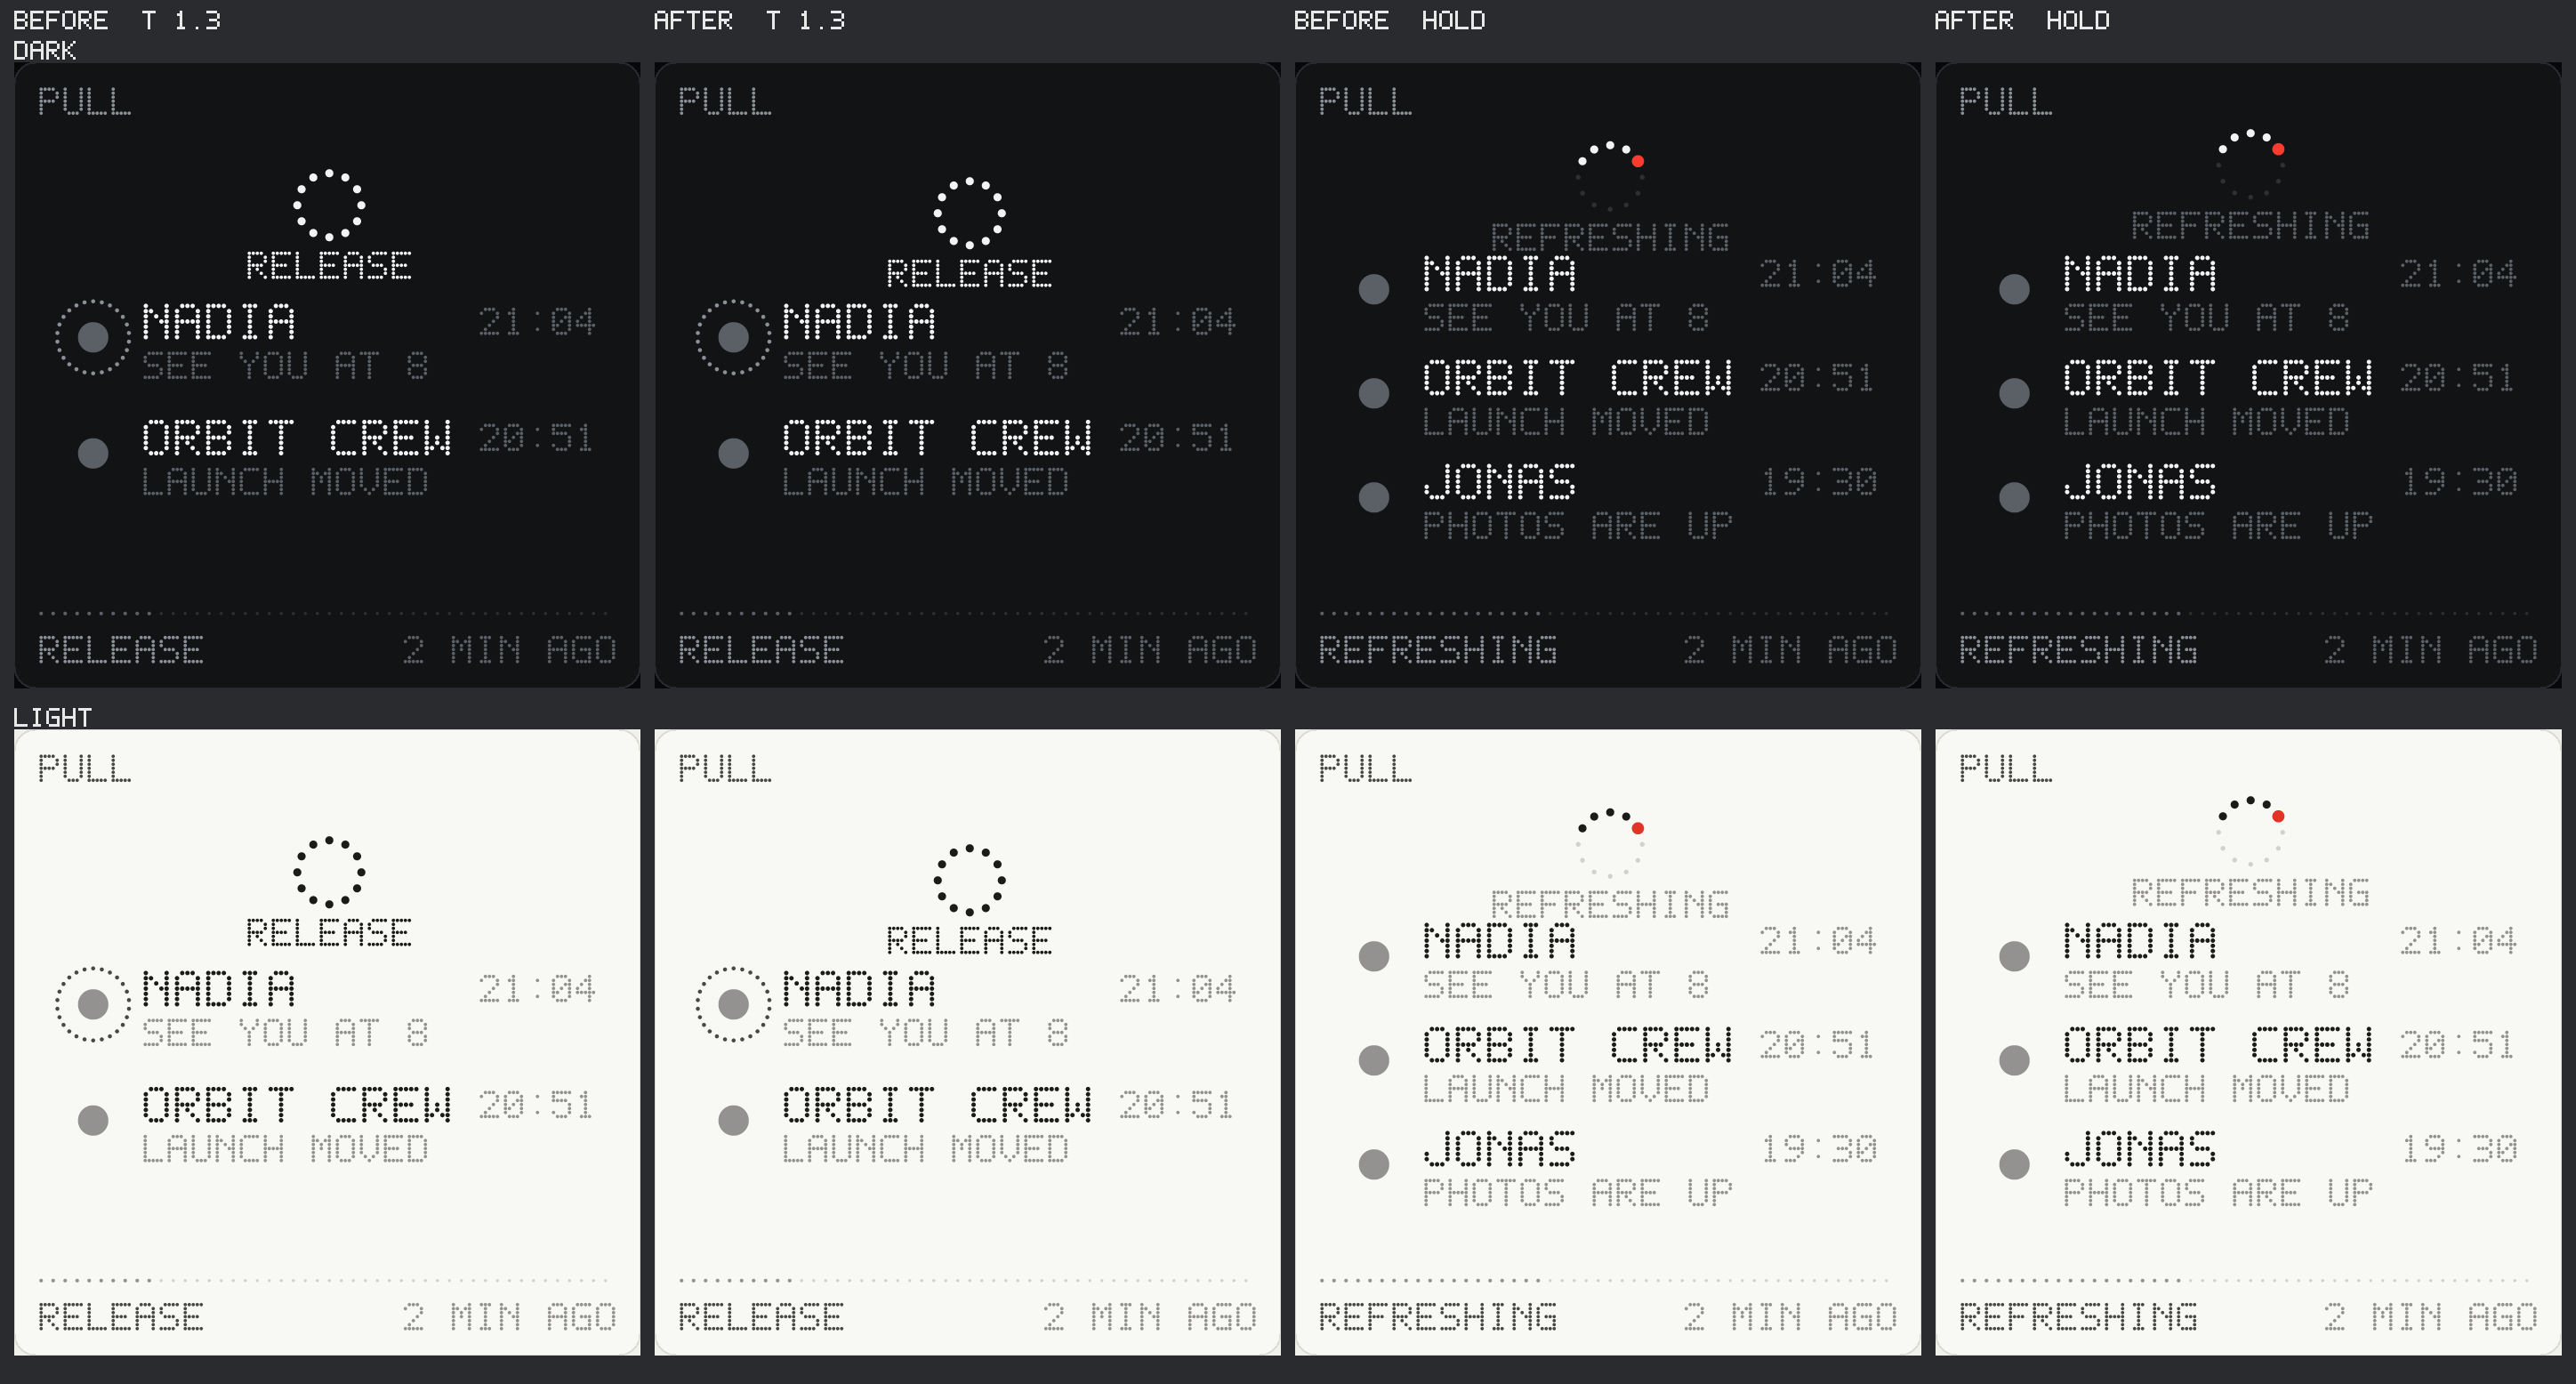 BEFORE T 1.3
AFTER T 1.3
BEFORE HOLD
AFTER HOLD
DARK
PULL
RELEASE
NADIA 21:04
SEE YOU AT 8
ORBIT CREW 20:51
LAUNCH MOVED
RELEASE 2 MIN AGO
PULL
RELEASE
NADIA 21:04
SEE YOU AT 8
ORBIT CREW 20:51
LAUNCH MOVED
RELEASE 2 MIN AGO
PULL
REFRESHING
NADIA 21:04
SEE YOU AT 8
ORBIT CREW 20:51
LAUNCH MOVED
JONAS 19:30
PHOTOS ARE UP
REFRESHING 2 MIN AGO
PULL
REFRESHING
NADIA 21:04
SEE YOU AT 8
ORBIT CREW 20:51
LAUNCH MOVED
JONAS 19:30
PHOTOS ARE UP
REFRESHING 2 MIN AGO
LIGHT
PULL
RELEASE
NADIA 21:04
SEE YOU AT 8
ORBIT CREW 20:51
LAUNCH MOVED
RELEASE 2 MIN AGO
PULL
RELEASE
NADIA 21:04
SEE YOU AT 8
ORBIT CREW 20:51
LAUNCH MOVED
RELEASE 2 MIN AGO
PULL
REFRESHING
NADIA 21:04
SEE YOU AT 8
ORBIT CREW 20:51
LAUNCH MOVED
JONAS 19:30
PHOTOS ARE UP
REFRESHING 2 MIN AGO
PULL
REFRESHING
NADIA 21:04
SEE YOU AT 8
ORBIT CREW 20:51
LAUNCH MOVED
JONAS 19:30
PHOTOS ARE UP
REFRESHING 2 MIN AGO